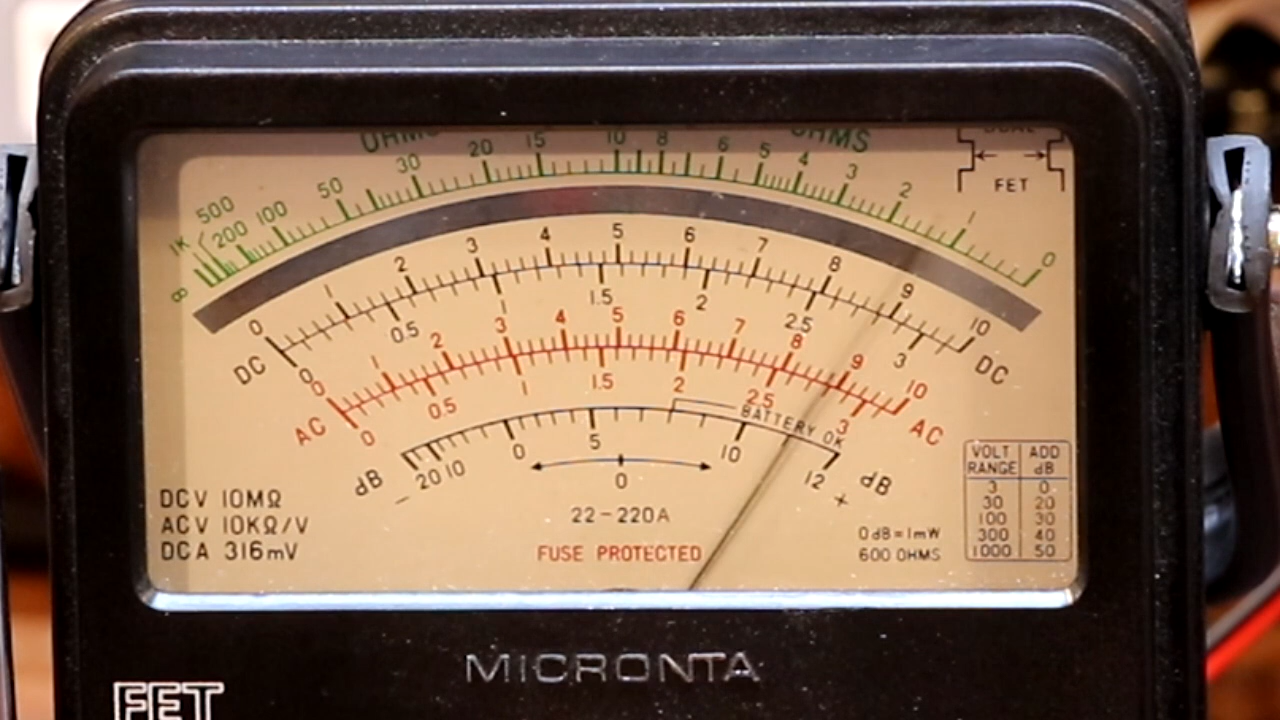 OHMS OHMS
∞ 1K 500 200 100 50 30 20 15 10 8 6 5 4 3 2 1 0
DUAL
FET
DC 0 1 2 3 4 5 6 7 8 9 10 DC
0 0.5 1 1.5 2 2.5 3
AC 0 1 2 3 4 5 6 7 8 9 10 AC
0 0.5 1 1.5 2 2.5 3
BATTERY OK
dB - 20 10 0 5 10 12 + dB
0
DCV 10MΩ
ACV 10KΩ/V
DCA 316mV
22-220A
FUSE PROTECTED
0dB=1mW
600 OHMS
VOLT RANGE ADD dB
3 0
30 20
100 30
300 40
1000 50
MICRONTA
FET